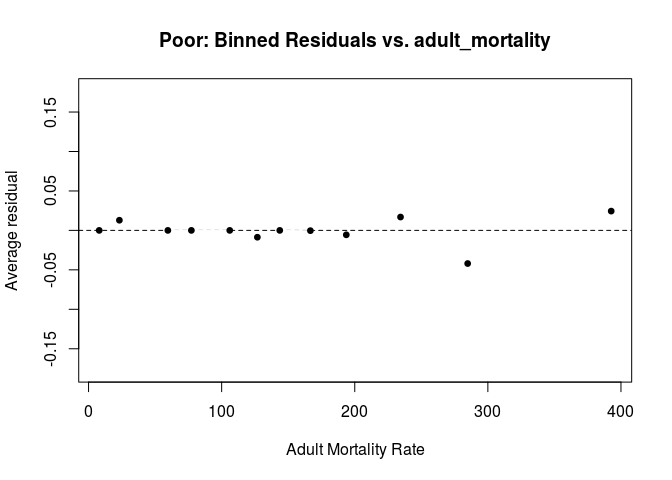 Poor: Binned Residuals vs. adult_mortality
Average residual
0.15
0.05
-0.05
-0.15
0 100 200 300 400
Adult Mortality Rate